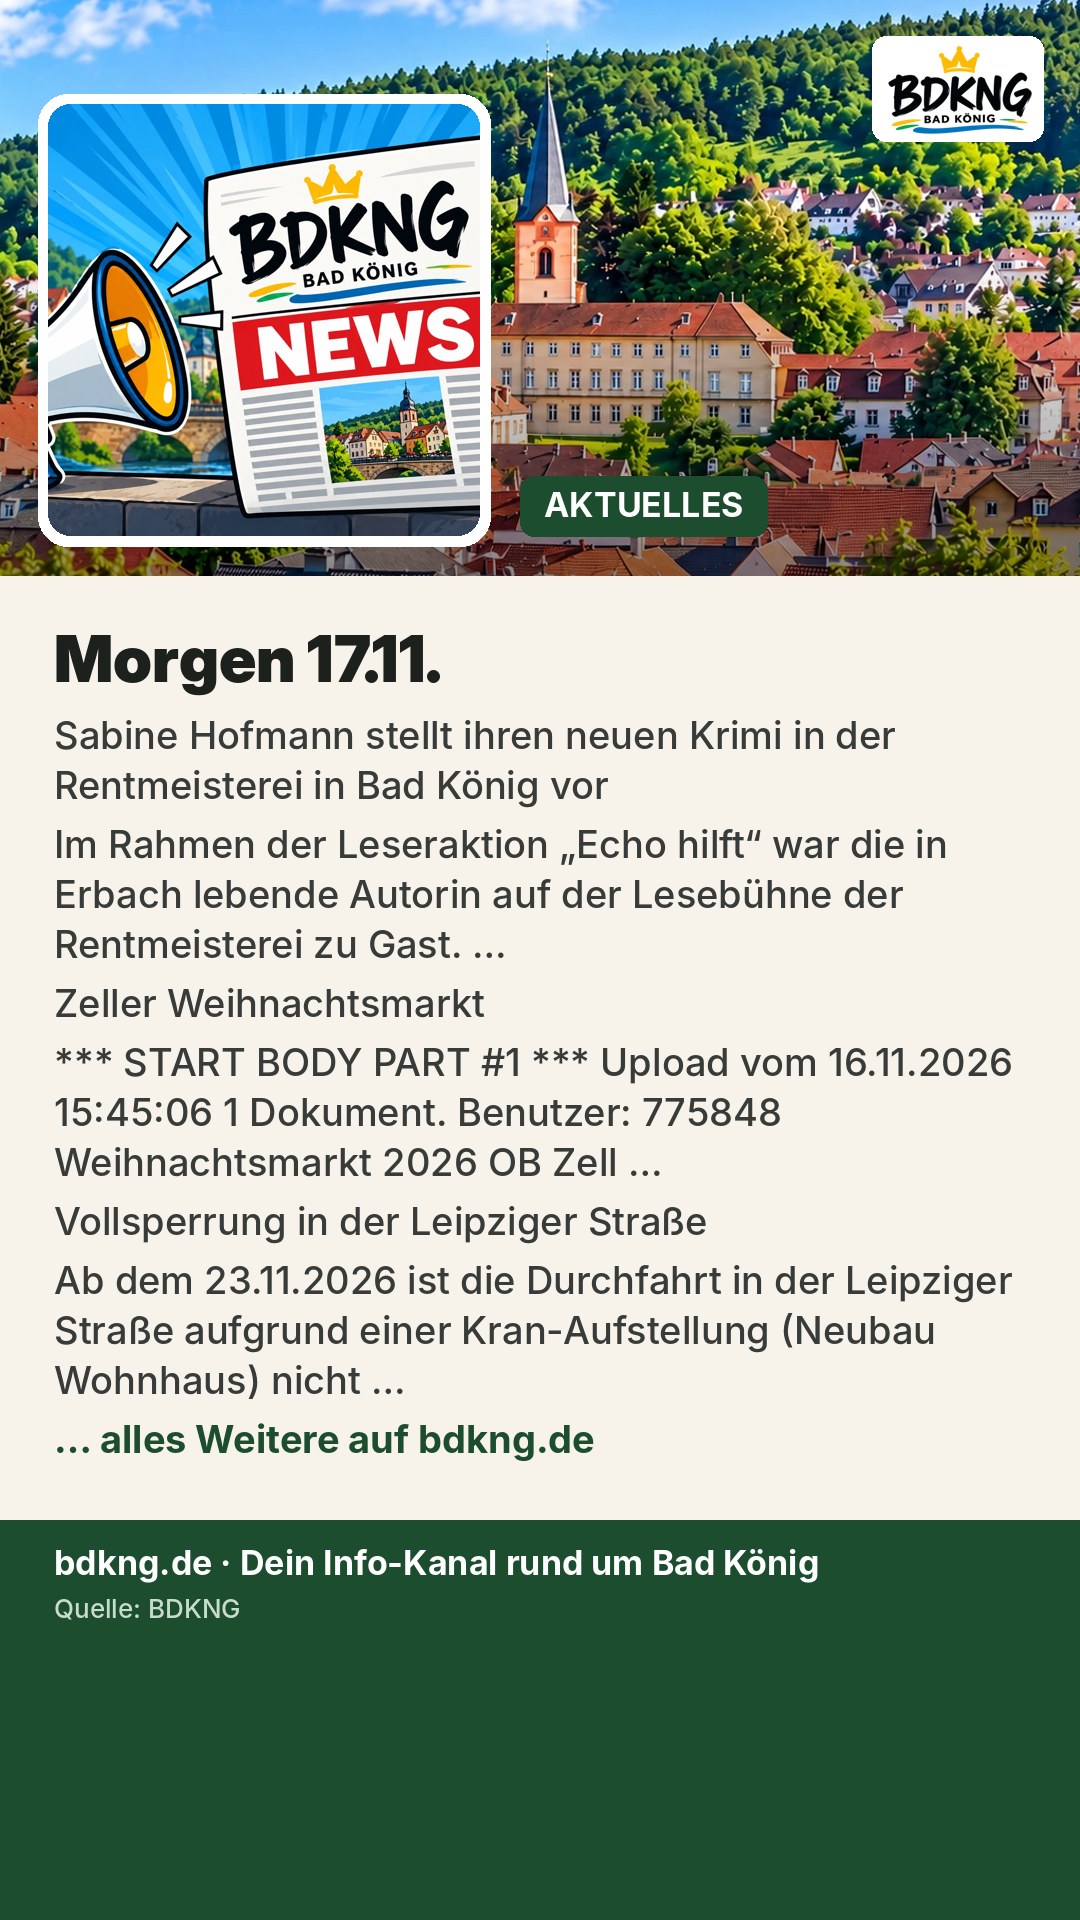 BDKNG
BAD KÖNIG
BDKNG
BAD KÖNIG
NEWS
AKTUELLES
Morgen 17.11.
Sabine Hofmann stellt ihren neuen Krimi in der
Rentmeisterei in Bad König vor
Im Rahmen der Leseraktion „Echo hilft“ war die in
Erbach lebende Autorin auf der Lesebühne der
Rentmeisterei zu Gast. ...
Zeller Weihnachtsmarkt
*** START BODY PART #1 *** Upload vom 16.11.2026
15:45:06 1 Dokument. Benutzer: 775848
Weihnachtsmarkt 2026 OB Zell ...
Vollsperrung in der Leipziger Straße
Ab dem 23.11.2026 ist die Durchfahrt in der Leipziger
Straße aufgrund einer Kran-Aufstellung (Neubau
Wohnhaus) nicht ...
... alles Weitere auf bdkng.de
bdkng.de · Dein Info-Kanal rund um Bad König
Quelle: BDKNG